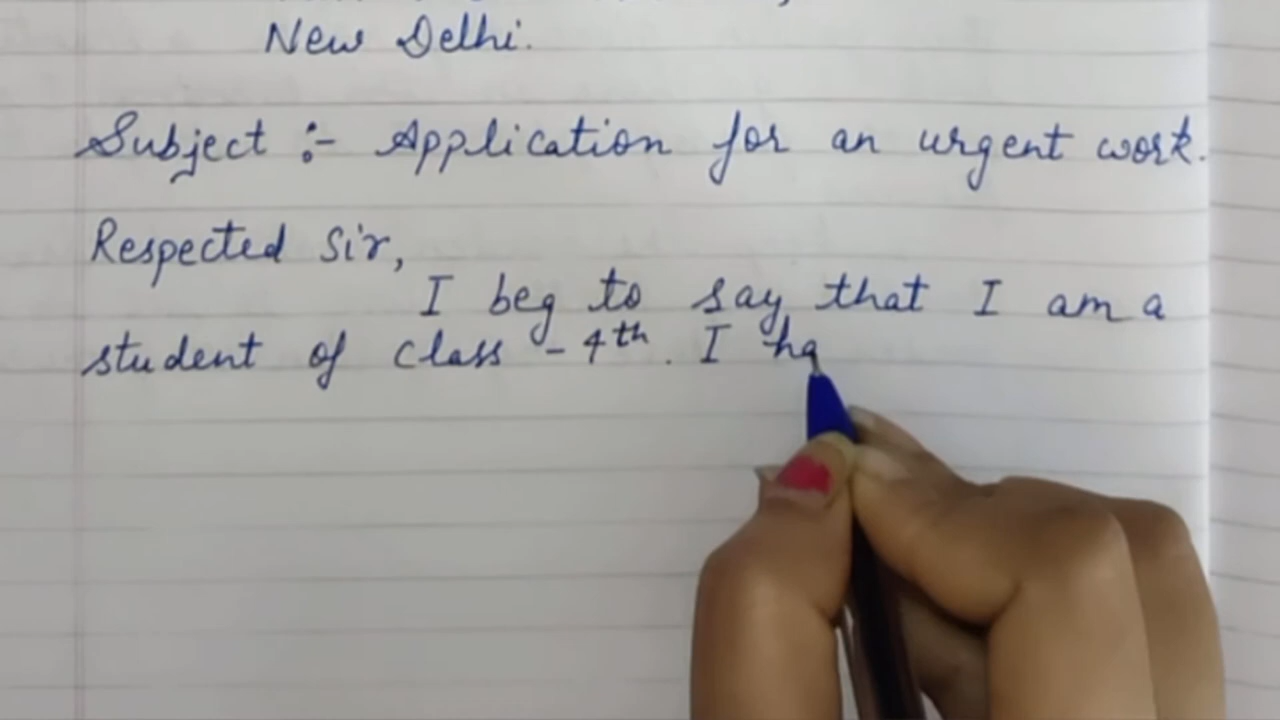 New Delhi.
Subject :- Application for an urgent work.
Respected Sir,
I beg to say that I am a
student of class - 4th. I ha